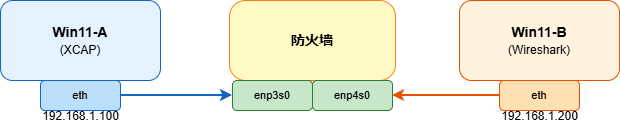 Win11-A
(XCAP)
防火墙
Win11-B
(Wireshark)
eth
enp3s0
enp4s0
eth
192.168.1.100
192.168.1.200